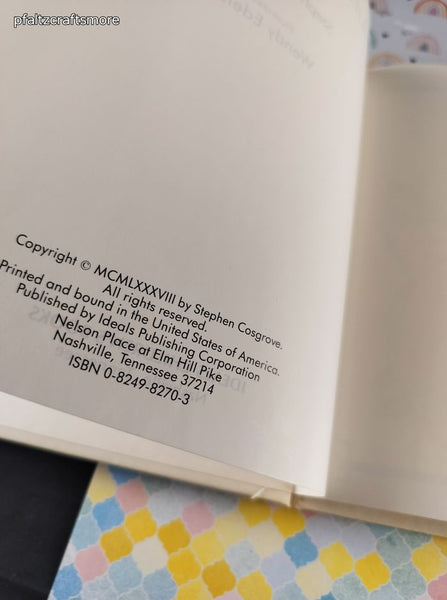 pfaltzcraftsmore
Copyright © MCMLXXXVIII by Stephen Cosgrove.
All rights reserved.
Printed and bound in the United States of America.
Published by Ideals Publishing Corporation
Nelson Place at Elm Hill Pike
Nashville, Tennessee 37214
ISBN 0-8249-8270-3